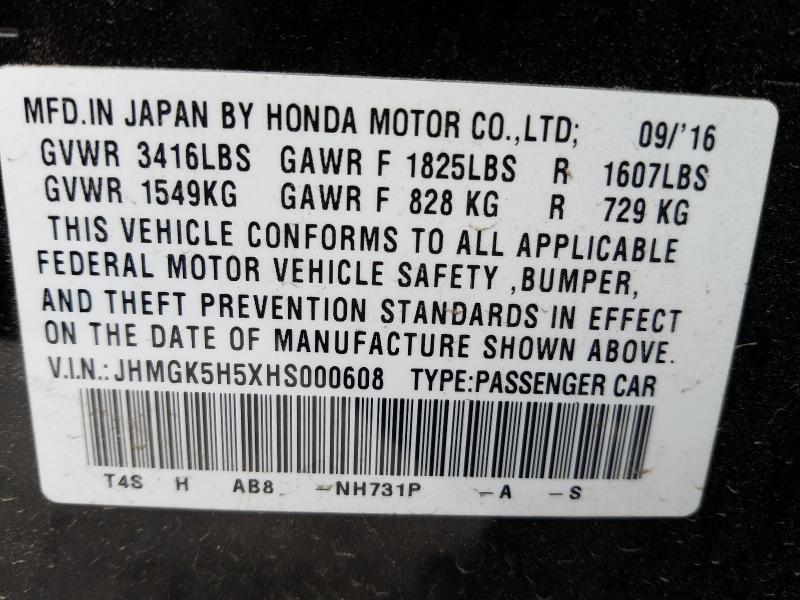 MFD.IN JAPAN BY HONDA MOTOR CO.,LTD; 09/'16
GVWR 3416LBS GAWR F 1825LBS R 1607LBS
GVWR 1549KG GAWR F 828 KG R 729 KG
THIS VEHICLE CONFORMS TO ALL APPLICABLE
FEDERAL MOTOR VEHICLE SAFETY ,BUMPER,
AND THEFT PREVENTION STANDARDS IN EFFECT
ON THE DATE OF MANUFACTURE SHOWN ABOVE.
V.I.N.: JHMGK5H5XHS000608 TYPE:PASSENGER CAR
T4S H AB8 -NH731P -A -S